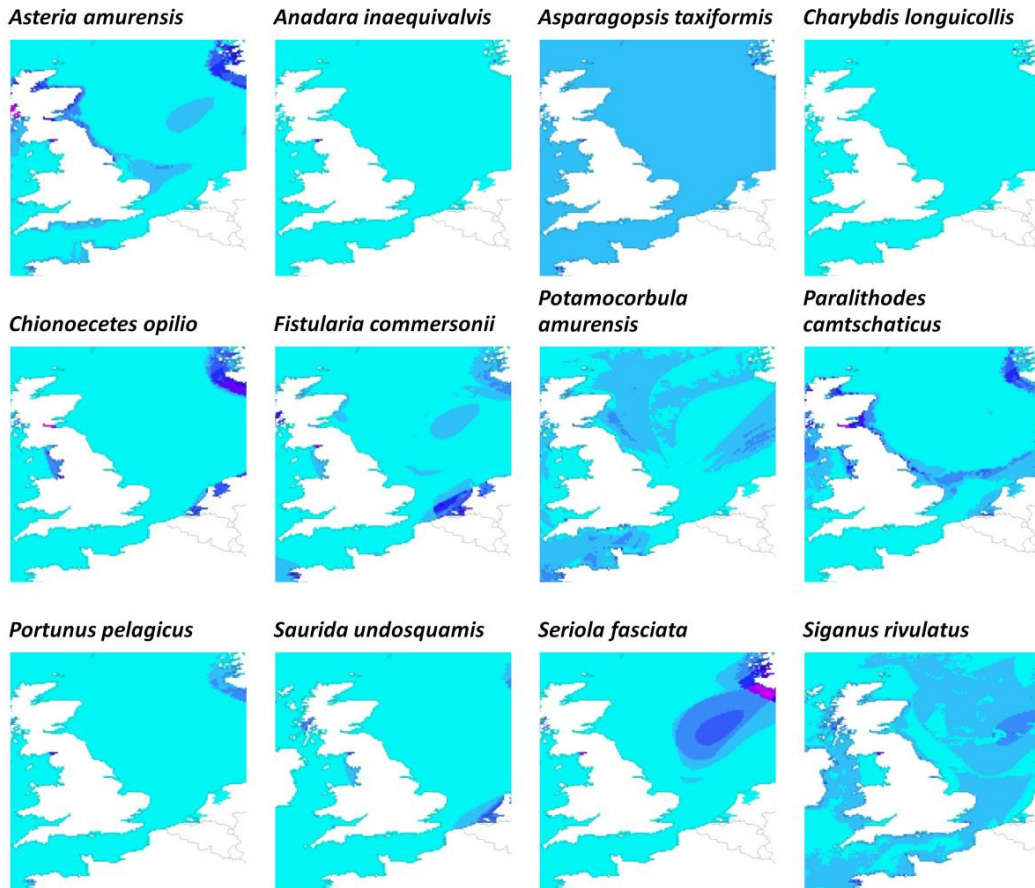 Asteria amurensis
Anadara inaequivalvis
Asparagopsis taxiformis
Charybdis longuicollis
Chionoecetes opilio
Fistularia commersonii
Potamocorbula
amurensis
Paralithodes
camtschaticus
Portunus pelagicus
Saurida undosquamis
Seriola fasciata
Siganus rivulatus